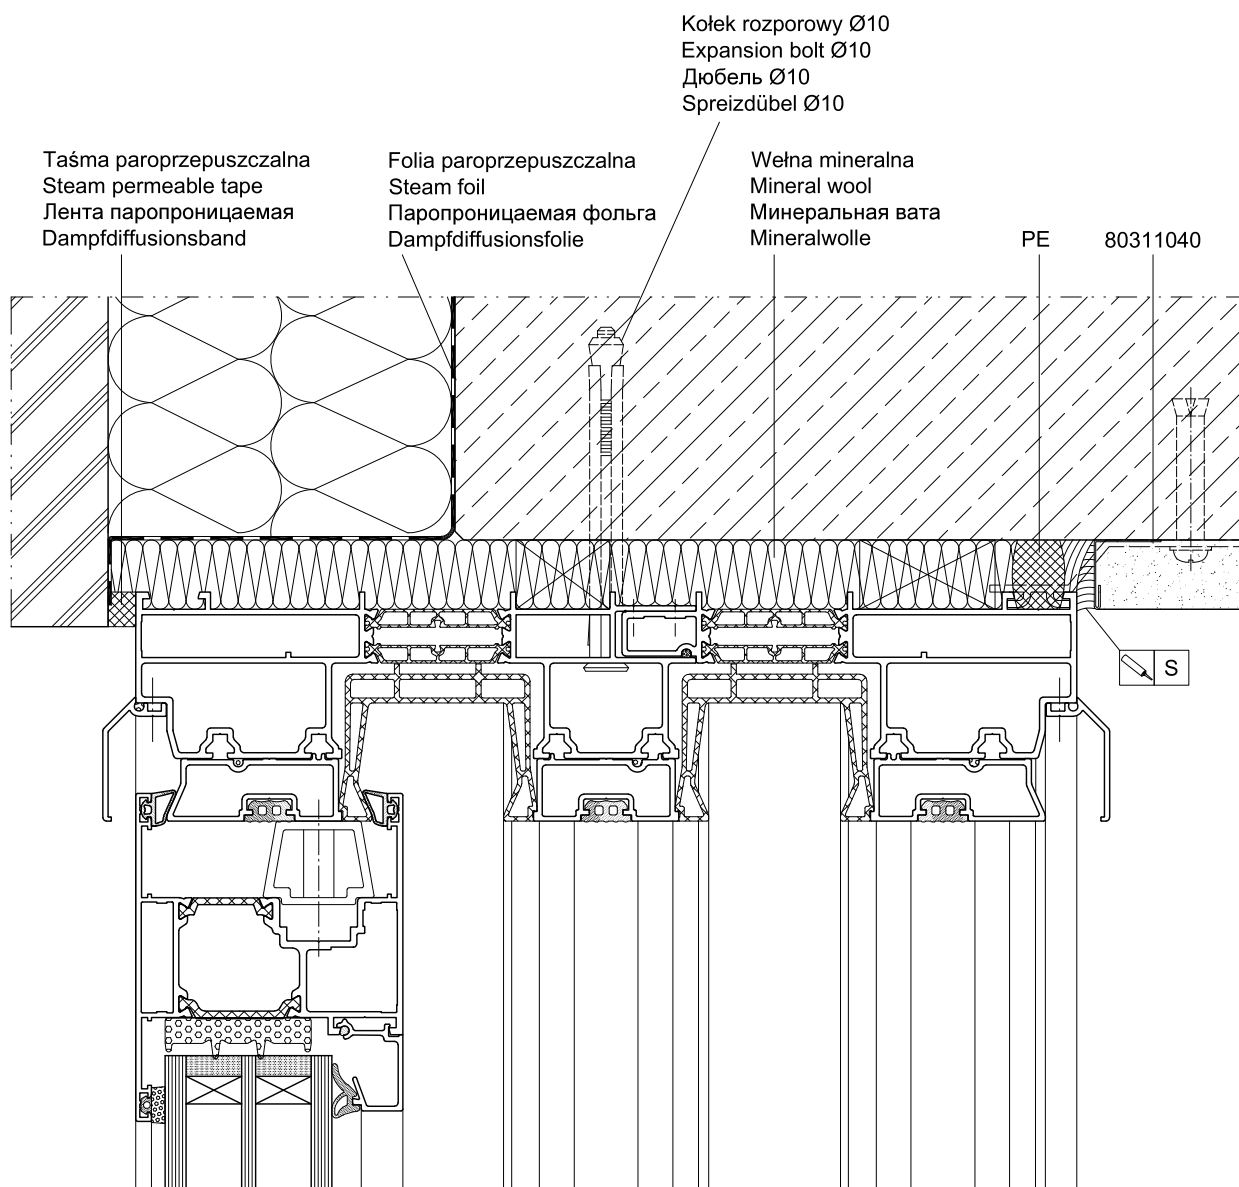 Kołek rozporowy Ø10
Expansion bolt Ø10
Дюбель Ø10
Spreizdübel Ø10
Taśma paroprzepuszczalna
Steam permeable tape
Лента паропроницаемая
Dampfdiffusionsband
Folia paroprzepuszczalna
Steam foil
Паропроницаемая фольга
Dampfdiffusionsfolie
Wełna mineralna
Mineral wool
Минеральная вата
Mineralwolle
PE
80311040
S